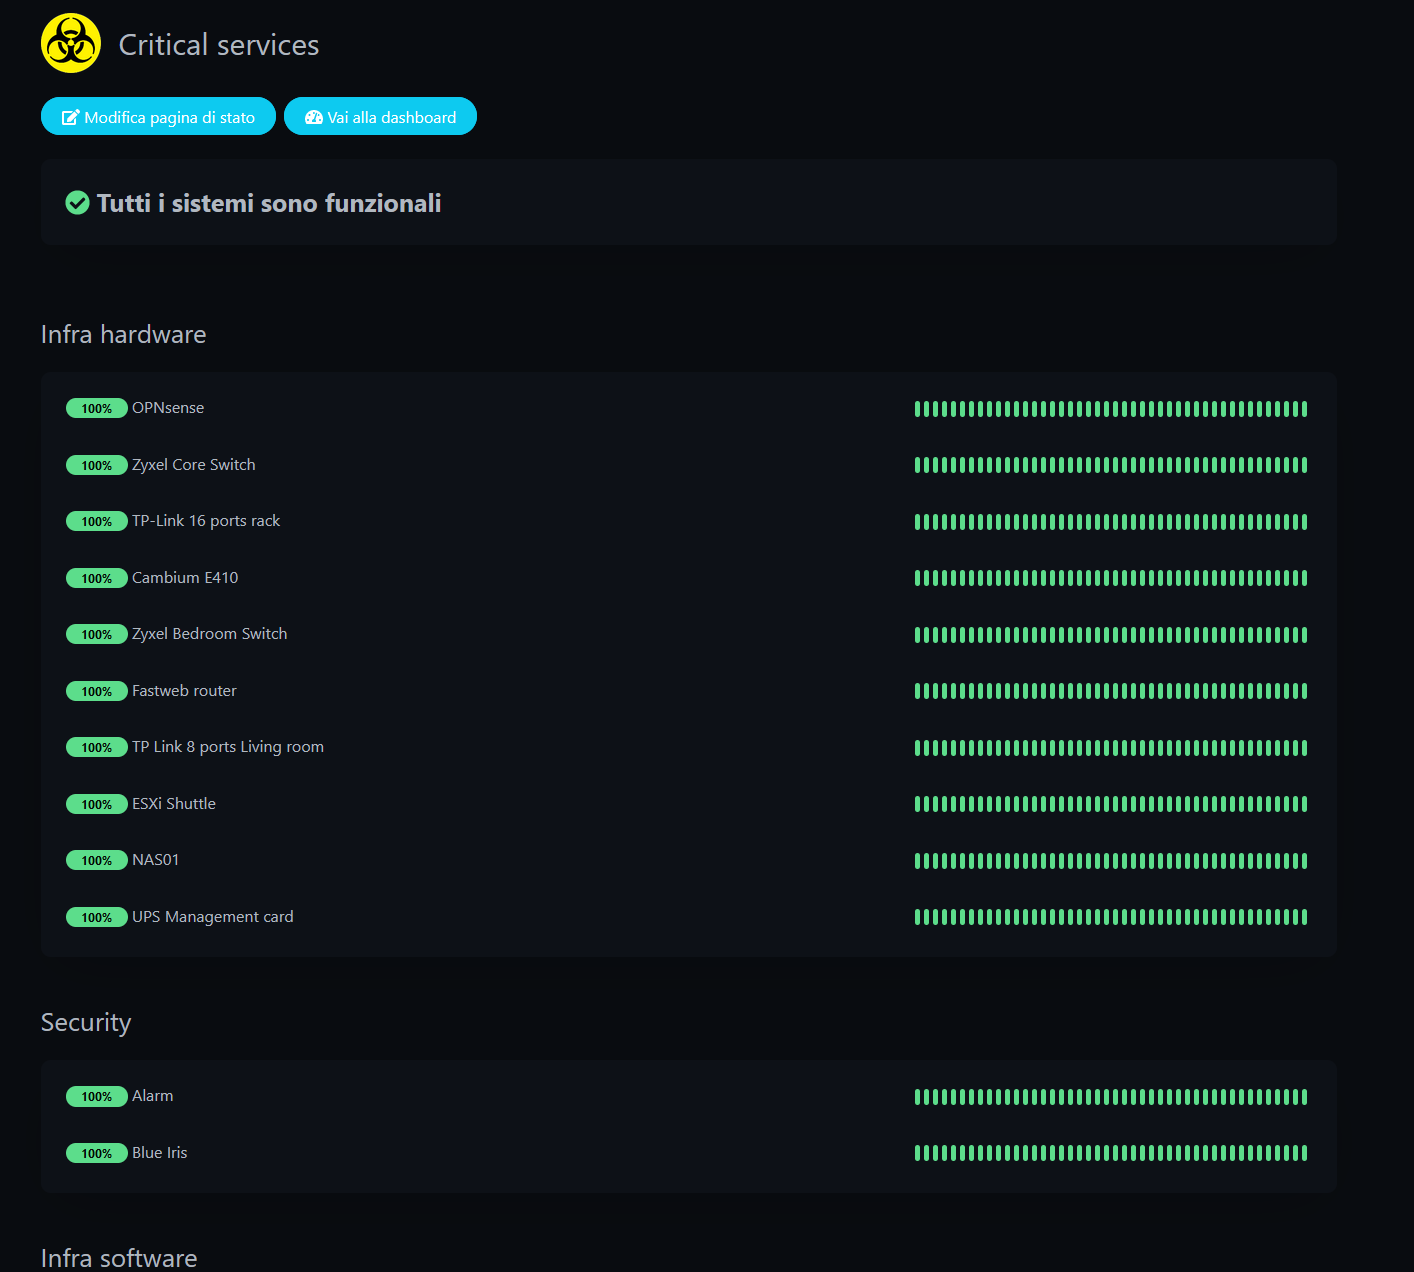 Critical services
Modifica pagina di stato
Vai alla dashboard
Tutti i sistemi sono funzionali
Infra hardware
100% OPNsense
100% Zyxel Core Switch
100% TP-Link 16 ports rack
100% Cambium E410
100% Zyxel Bedroom Switch
100% Fastweb router
100% TP Link 8 ports Living room
100% ESXi Shuttle
100% NAS01
100% UPS Management card
Security
100% Alarm
100% Blue Iris
Infra software